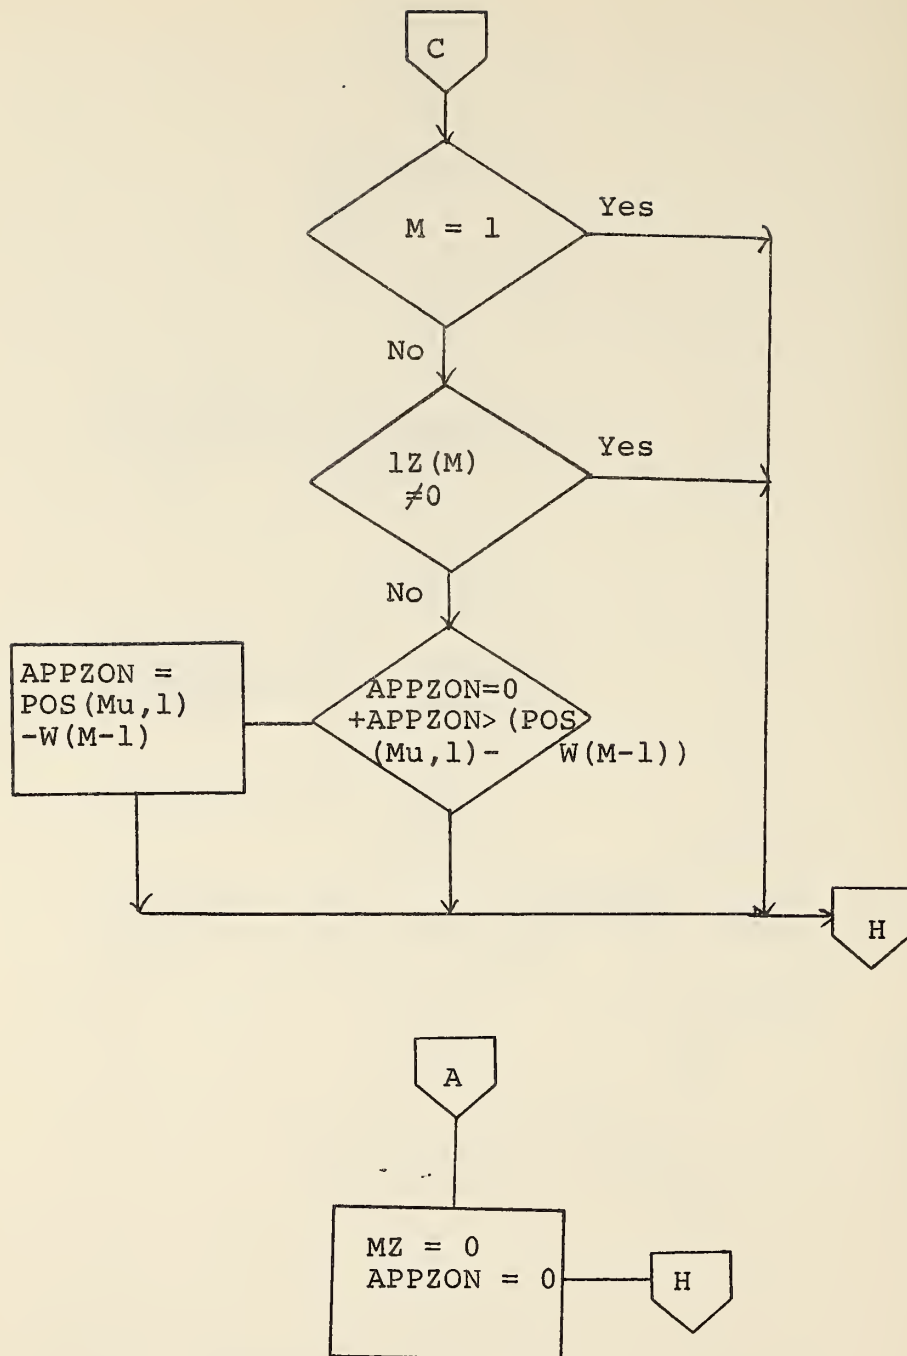 C
M = 1
Yes
No
1Z(M)
≠0
Yes
No
APPZON =
POS(Mu,1)
-W(M-1)
APPZON=0
+APPZON>(POS
(Mu,1)- W(M-1))
H
A
MZ = 0
APPZON = 0
H